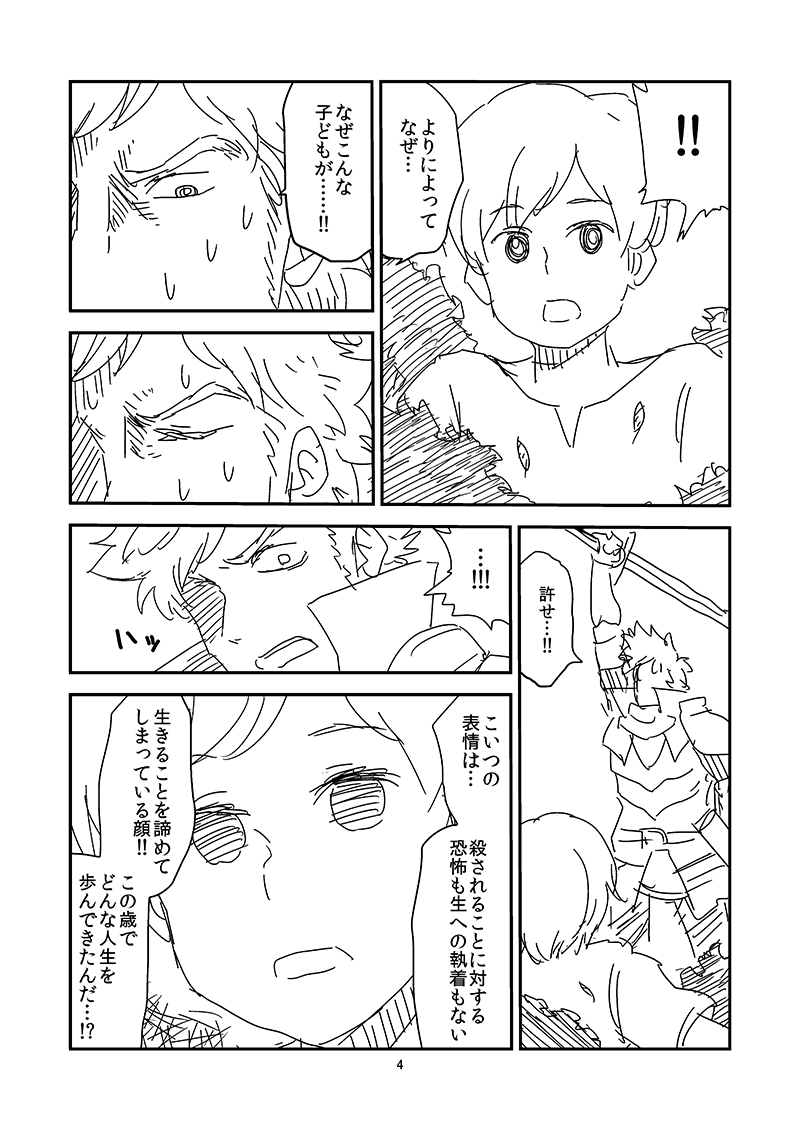 !!
よりによって
なぜ…
なぜこんな
子どもが……!!
許せ…!!
…!!!
ハッ
こいつの
表情は…
殺されることに対する
恐怖も生への執着もない
生きることを諦めて
しまっている顔!!
この歳で
どんな人生を
歩んできたんだ…!?
4